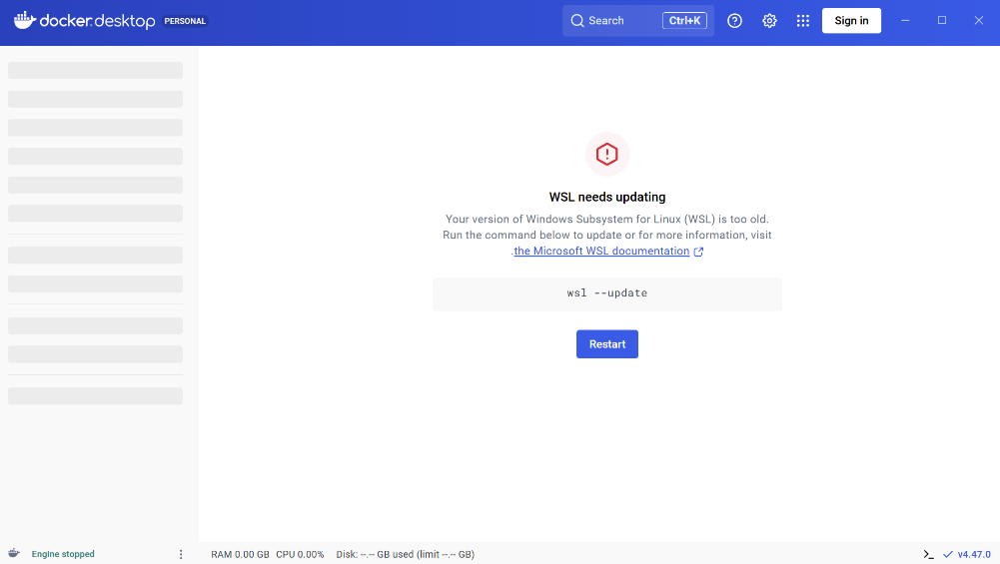 docker.desktop PERSONAL
Search Ctrl+K
Sign in
WSL needs updating
Your version of Windows Subsystem for Linux (WSL) is too old.
Run the command below to update or for more information, visit
.the Microsoft WSL documentation
wsl --update
Restart
Engine stopped
RAM 0.00 GB CPU 0.00% Disk: --.-- GB used (limit --.-- GB)
v4.47.0